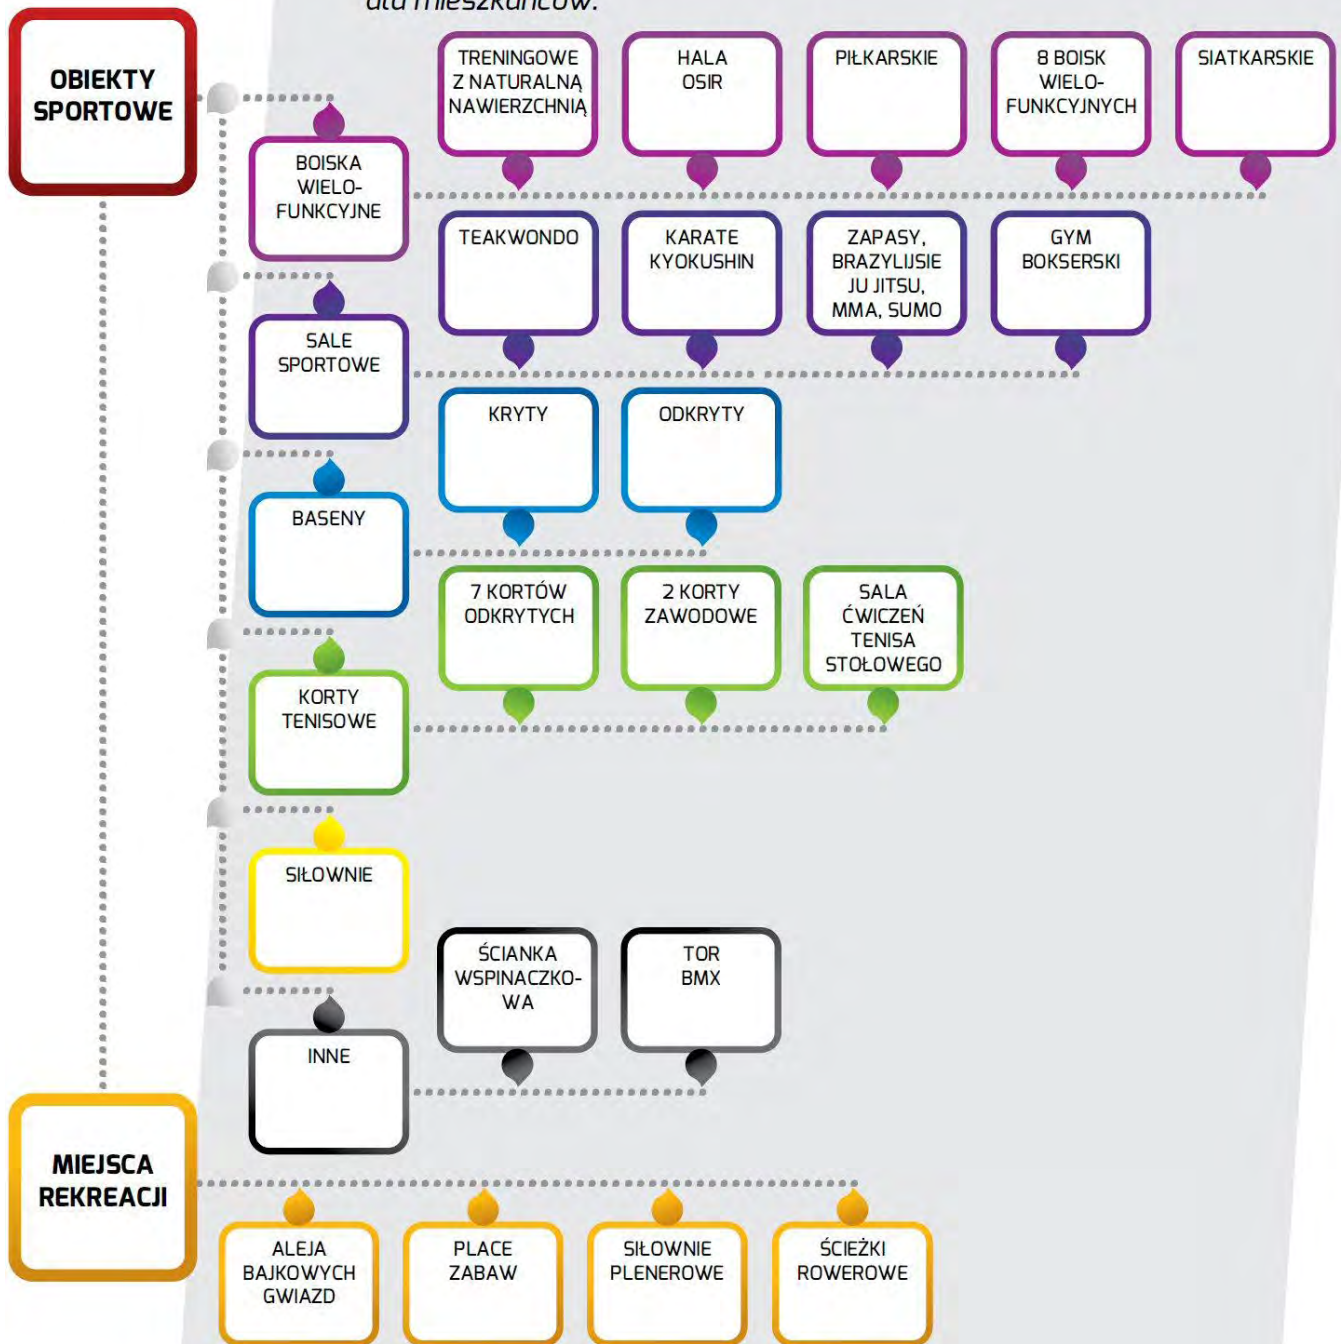 dla mieszkańców.
OBIEKTY
SPORTOWE
TRENINGOWE
Z NATURALNĄ
NAWIERZCHNIĄ
HALA
OSIR
PIŁKARSKIE
8 BOISK
WIELO-
FUNKCYJNYCH
SIATKARSKIE
BOISKA
WIELO-
FUNKCYJNE
TEAKWONDO
KARATE
KYOKUSHIN
ZAPASY,
BRAZYLIJSIE
JU JITSU,
MMA, SUMO
GYM
BOKSERSKI
SALE
SPORTOWE
KRYTY
ODKRYTY
BASENY
7 KORTÓW
ODKRYTYCH
2 KORTY
ZAWODOWE
SALA
ĆWICZEŃ
TENISA
STOŁOWEGO
KORTY
TENISOWE
SIŁOWNIE
ŚCIANKA
WSPINACZKO-
WA
TOR
BMX
INNE
MIEJSCA
REKREACJI
ALEJA
BAJKOWYCH
GWIAZD
PLACE
ZABAW
SIŁOWNIE
PLENEROWE
ŚCIEŻKI
ROWEROWE